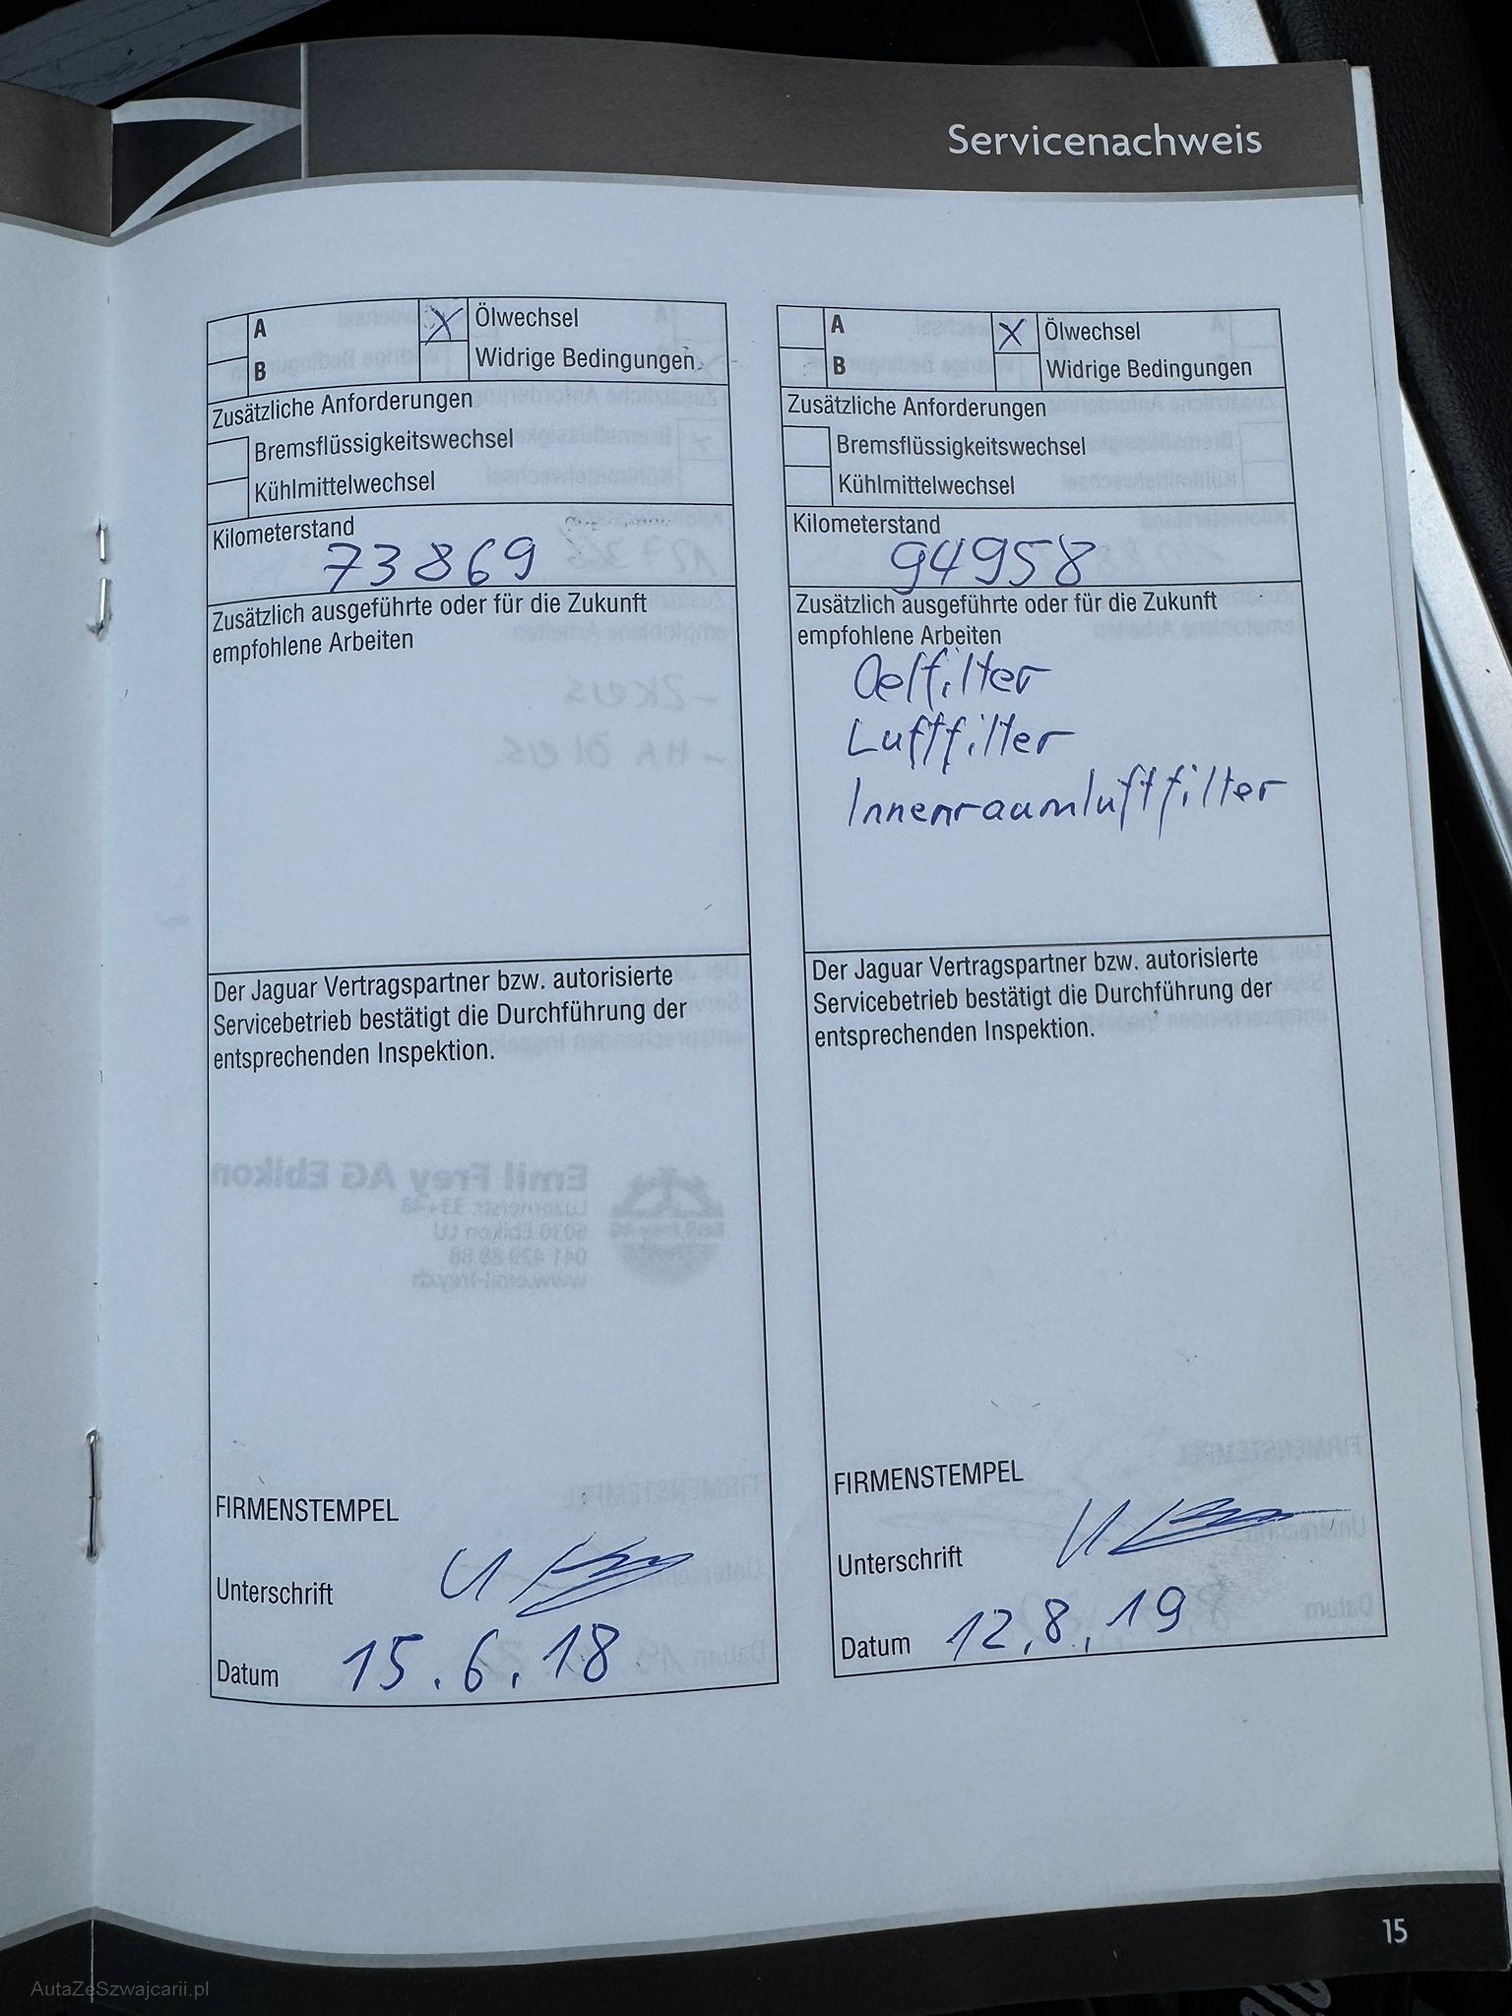 Servicenachweis
A
B
X Ölwechsel
Widrige Bedingungen
Zusätzliche Anforderungen
Bremsflüssigkeitswechsel
Kühlmittelwechsel
Kilometerstand
73869
Zusätzlich ausgeführte oder für die Zukunft
empfohlene Arbeiten
Der Jaguar Vertragspartner bzw. autorisierte
Servicebetrieb bestätigt die Durchführung der
entsprechenden Inspektion.
FIRMENSTEMPEL
Unterschrift
Datum 15.6.18
A
B
X Ölwechsel
Widrige Bedingungen
Zusätzliche Anforderungen
Bremsflüssigkeitswechsel
Kühlmittelwechsel
Kilometerstand
94958
Zusätzlich ausgeführte oder für die Zukunft
empfohlene Arbeiten
Oelfilter
Luftfilter
Innenraumluftfilter
Der Jaguar Vertragspartner bzw. autorisierte
Servicebetrieb bestätigt die Durchführung der
entsprechenden Inspektion.
FIRMENSTEMPEL
Unterschrift
Datum 12.8.19
15
AutaZeSzwajcarii.pl